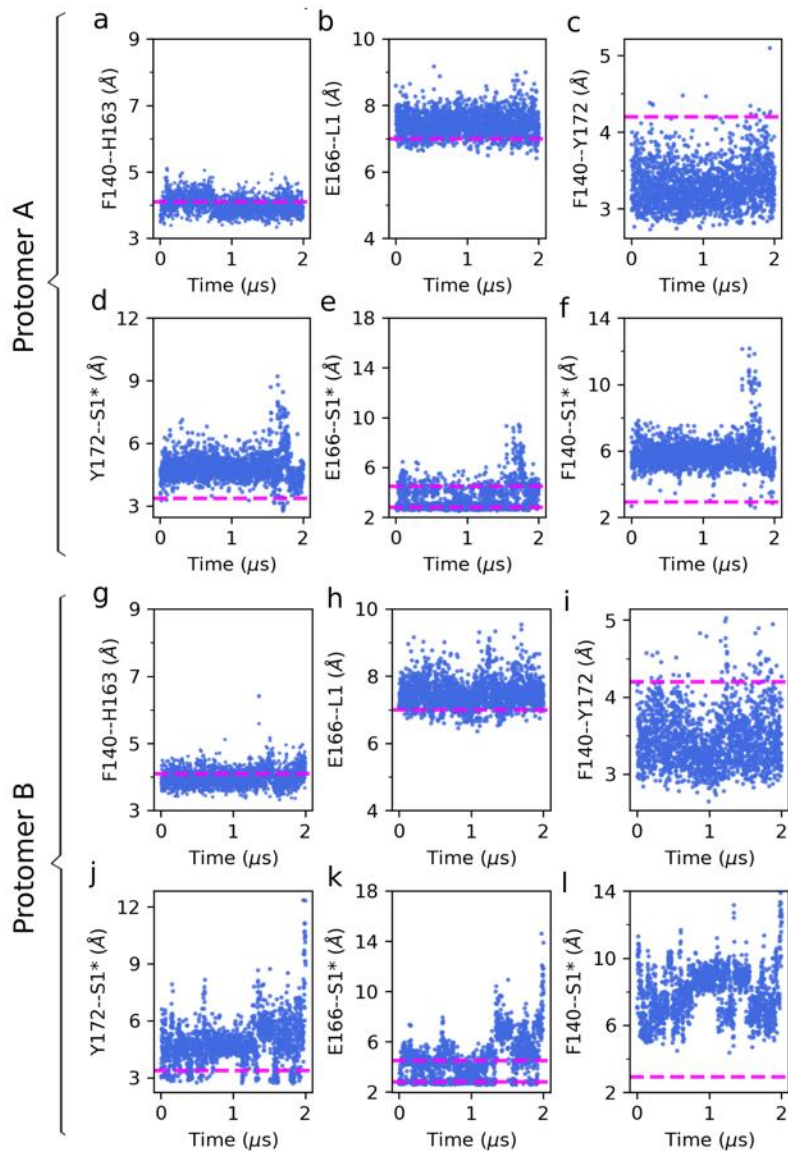 Protomer A
a
F140--H163 (Å)
9
7
5
3
0 1 2
Time (μs)
b
E166--L1 (Å)
10
8
6
4
0 1 2
Time (μs)
c
F140--Y172 (Å)
5
4
3
0 1 2
Time (μs)
d
Y172--S1* (Å)
12
9
6
3
0 1 2
Time (μs)
e
E166--S1* (Å)
18
14
10
6
2
0 1 2
Time (μs)
f
F140--S1* (Å)
14
10
6
2
0 1 2
Time (μs)
Protomer B
g
F140--H163 (Å)
9
7
5
3
0 1 2
Time (μs)
h
E166--L1 (Å)
10
8
6
4
0 1 2
Time (μs)
i
F140--Y172 (Å)
5
4
3
0 1 2
Time (μs)
j
Y172--S1* (Å)
12
9
6
3
0 1 2
Time (μs)
k
E166--S1* (Å)
18
14
10
6
2
0 1 2
Time (μs)
l
F140--S1* (Å)
14
10
6
2
0 1 2
Time (μs)